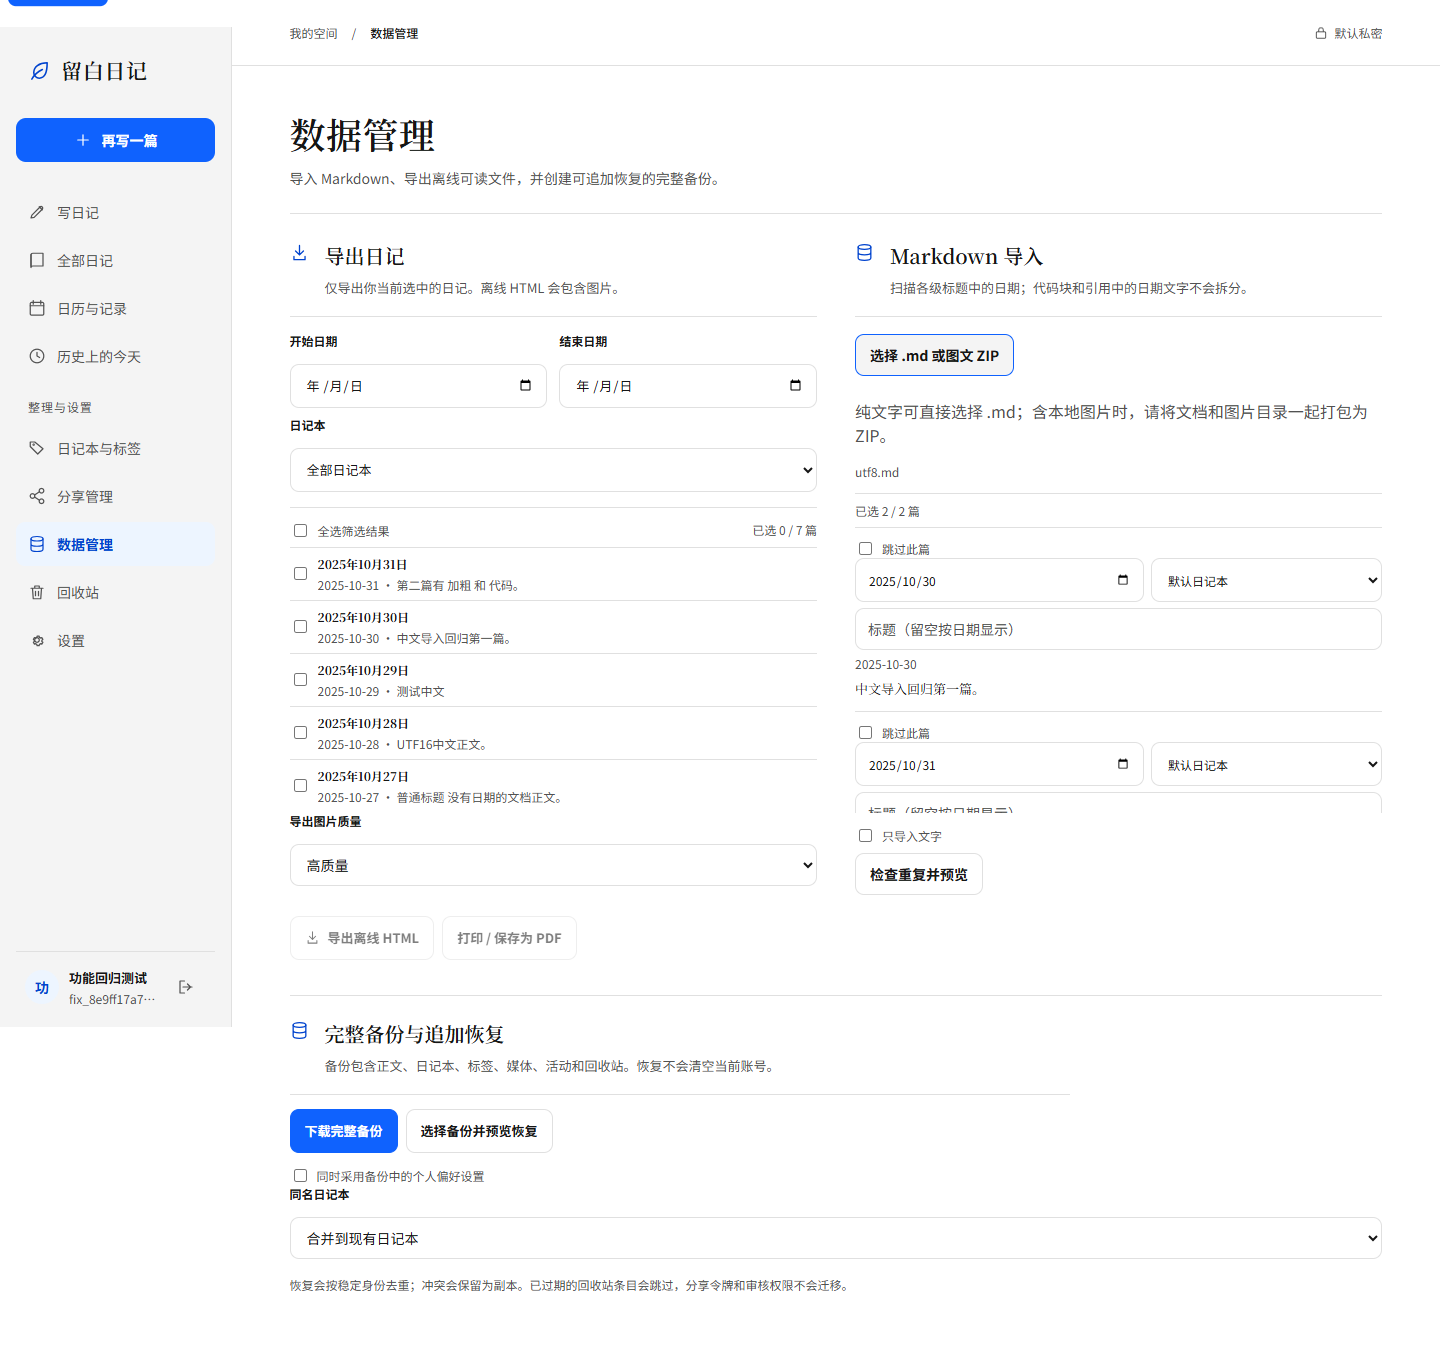 留白日记
再写一篇
写日记
全部日记
日历与记录
历史上的今天
整理与设置
日记本与标签
分享管理
数据管理
回收站
设置
功
功能回归测试
fix_8e9ff17a7···
我的空间 / 数据管理
默认私密
数据管理
导入 Markdown、导出离线可读文件，并创建可追加恢复的完整备份。
导出日记
仅导出你当前选中的日记。离线 HTML 会包含图片。
开始日期
结束日期
年 /月/日
年 /月/日
日记本
全部日记本
全选筛选结果
已选 0 / 7 篇
2025年10月31日
2025-10-31 · 第二篇有 加粗 和 代码。
2025年10月30日
2025-10-30 · 中文导入回归第一篇。
2025年10月29日
2025-10-29 · 测试中文
2025年10月28日
2025-10-28 · UTF16中文正文。
2025年10月27日
2025-10-27 · 普通标题 没有日期的文档正文。
导出图片质量
高质量
导出离线 HTML
打印 / 保存为 PDF
Markdown 导入
扫描各级标题中的日期；代码块和引用中的日期文字不会拆分。
选择 .md 或图文 ZIP
纯文字可直接选择 .md；含本地图片时，请将文档和图片目录一起打包为
ZIP。
utf8.md
已选 2 / 2 篇
跳过此篇
2025/10/30
默认日记本
标题（留空按日期显示）
2025-10-30
中文导入回归第一篇。
跳过此篇
2025/10/31
默认日记本
标题（留空按日期显示）
只导入文字
检查重复并预览
完整备份与追加恢复
备份包含正文、日记本、标签、媒体、活动和回收站。恢复不会清空当前账号。
下载完整备份
选择备份并预览恢复
同时采用备份中的个人偏好设置
同名日记本
合并到现有日记本
恢复会按稳定身份去重；冲突会保留为副本。已过期的回收站条目会跳过，分享令牌和审核权限不会迁移。